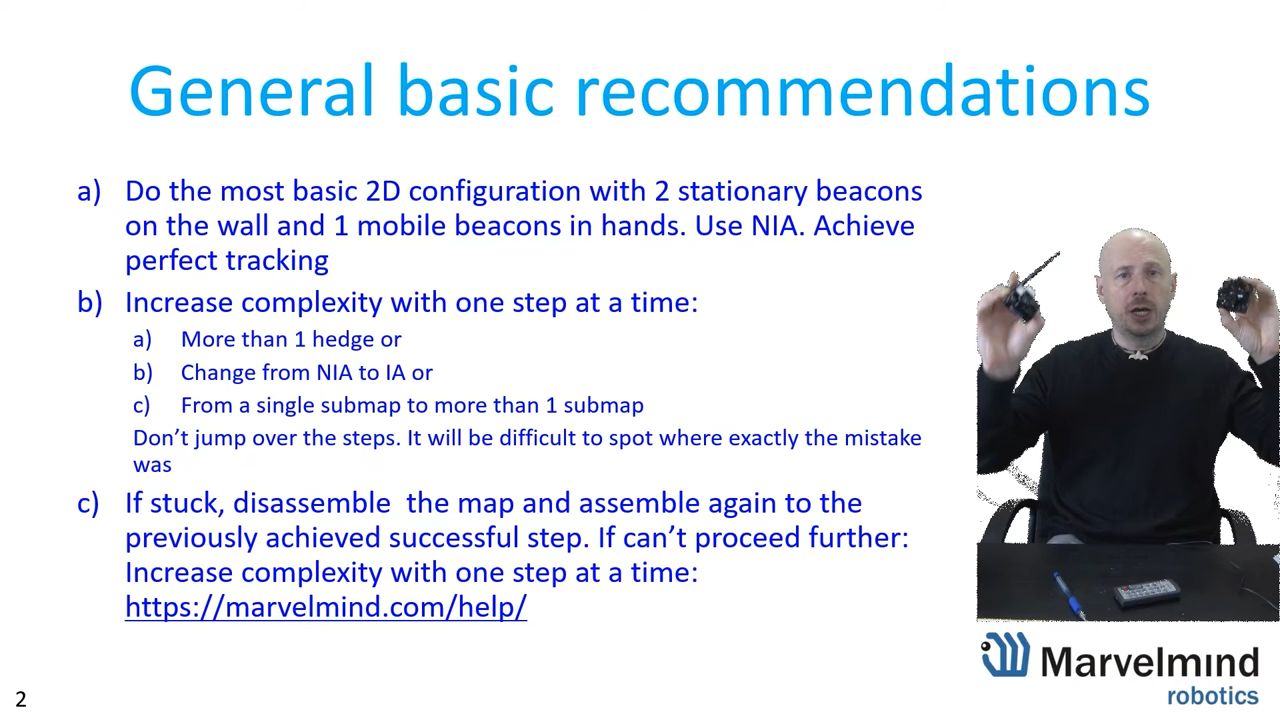 General basic recommendations
a) Do the most basic 2D configuration with 2 stationary beacons
on the wall and 1 mobile beacons in hands. Use NIA. Achieve
perfect tracking
b) Increase complexity with one step at a time:
a) More than 1 hedge or
b) Change from NIA to IA or
c) From a single submap to more than 1 submap
Don't jump over the steps. It will be difficult to spot where exactly the mistake
was
c) If stuck, disassemble the map and assemble again to the
previously achieved successful step. If can't proceed further:
Increase complexity with one step at a time:
https://marvelmind.com/help/
Marvelmind
robotics
2